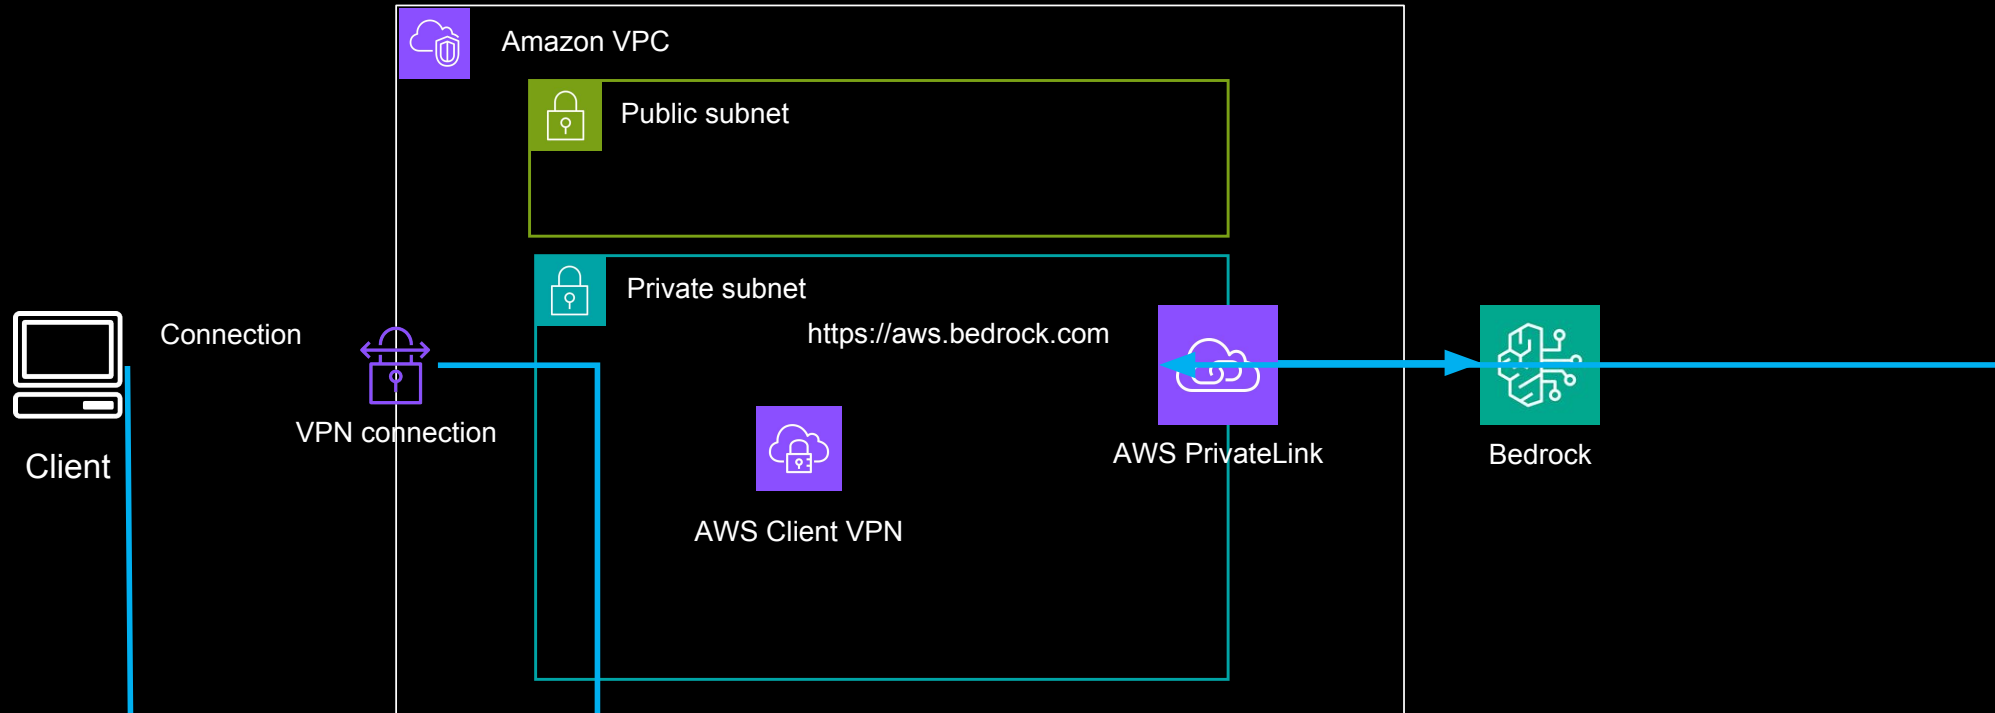 Amazon VPC
Public subnet
Private subnet
https://aws.bedrock.com
Connection
VPN connection
Client
AWS Client VPN
AWS PrivateLink
Bedrock